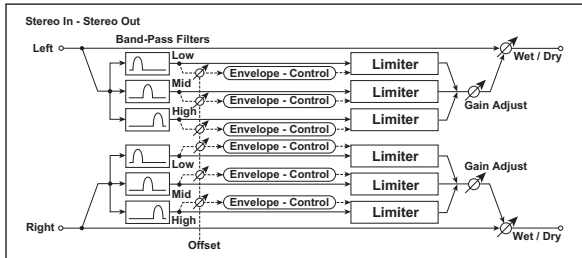 Stereo In - Stereo Out
Band-Pass Filters
Left
Wet / Dry
Low
Limiter
Envelope - Control
Mid
Limiter
Envelope - Control
Gain Adjust
High
Limiter
Envelope - Control
Envelope - Control
Limiter
Gain Adjust
Low
Envelope - Control
Limiter
Mid
Envelope - Control
Limiter
High
Right
Wet / Dry
Offset